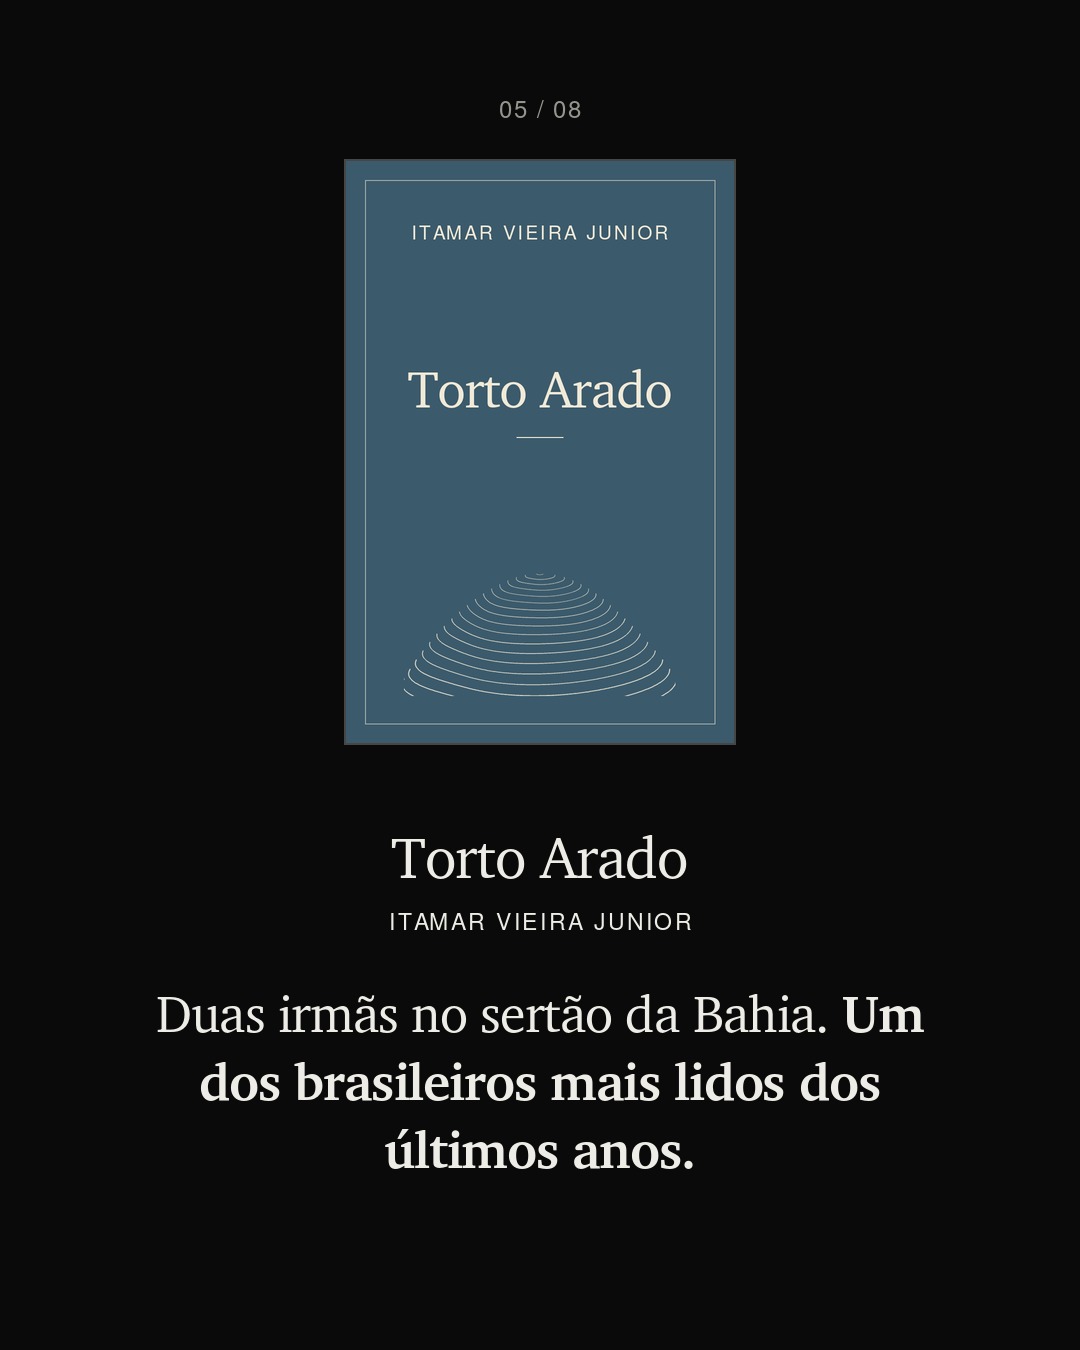 05 / 08
ITAMAR VIEIRA JUNIOR
Torto Arado
Torto Arado
ITAMAR VIEIRA JUNIOR
Duas irmãs no sertão da Bahia. Um
dos brasileiros mais lidos dos
últimos anos.